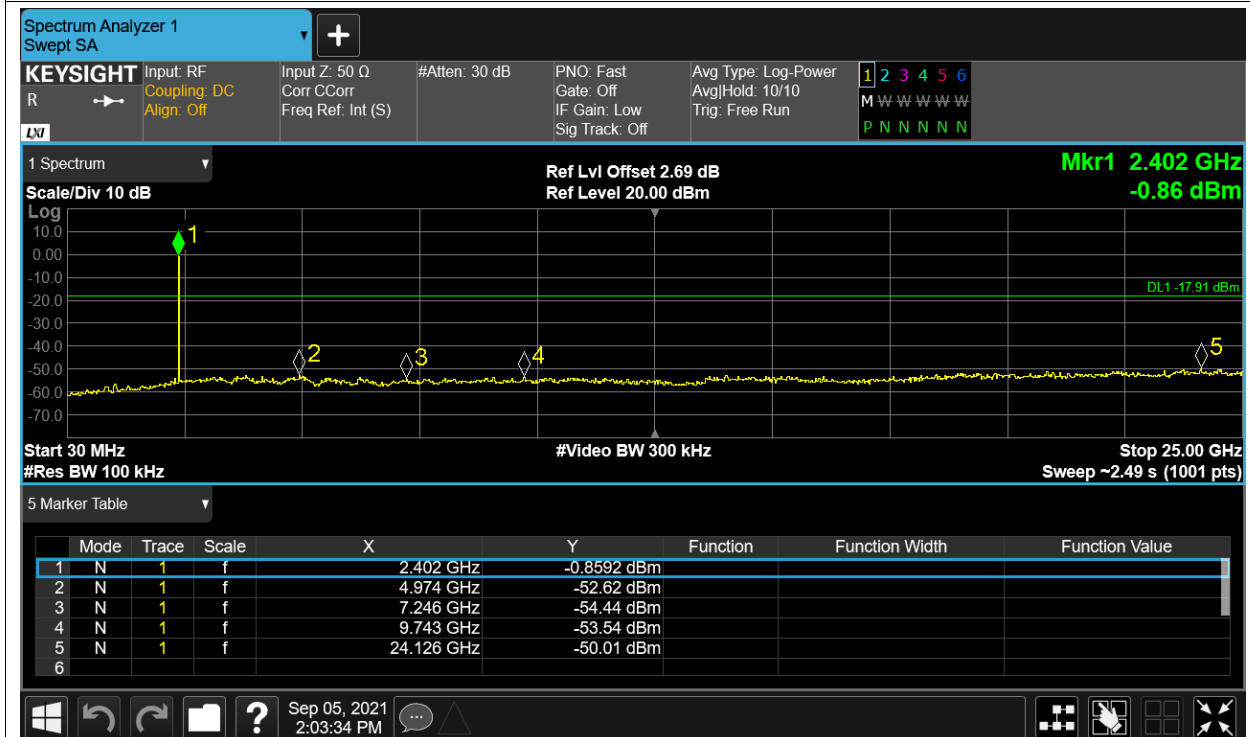 Spectrum Analyzer 1
Swept SA
+
KEYSIGHT Input: RF Input Z: 50 Ω #Atten: 30 dB PNO: Fast Avg Type: Log-Power 1 2 3 4 5 6
R Coupling: DC Corr CCorr Gate: Off Avg|Hold: 10/10 M W W W W W
Align: Off Freq Ref: Int (S) IF Gain: Low Trig: Free Run
LXI Sig Track: Off P N N N N N
1 Spectrum Ref Lvl Offset 2.69 dB Mkr1 2.402 GHz
Scale/Div 10 dB Ref Level 20.00 dBm -0.86 dBm
Log
10.0 1
0.00
-10.0
DL1 -17.91 dBm
-20.0
-30.0
-40.0 2 3 4 5
-50.0
-60.0
-70.0
Start 30 MHz #Video BW 300 kHz Stop 25.00 GHz
#Res BW 100 kHz Sweep ~2.49 s (1001 pts)
5 Marker Table
Mode Trace Scale X Y Function Function Width Function Value
1 N 1 f 2.402 GHz -0.8592 dBm
2 N 1 f 4.974 GHz -52.62 dBm
3 N 1 f 7.246 GHz -54.44 dBm
4 N 1 f 9.743 GHz -53.54 dBm
5 N 1 f 24.126 GHz -50.01 dBm
6
? Sep 05, 2021
2:03:34 PM